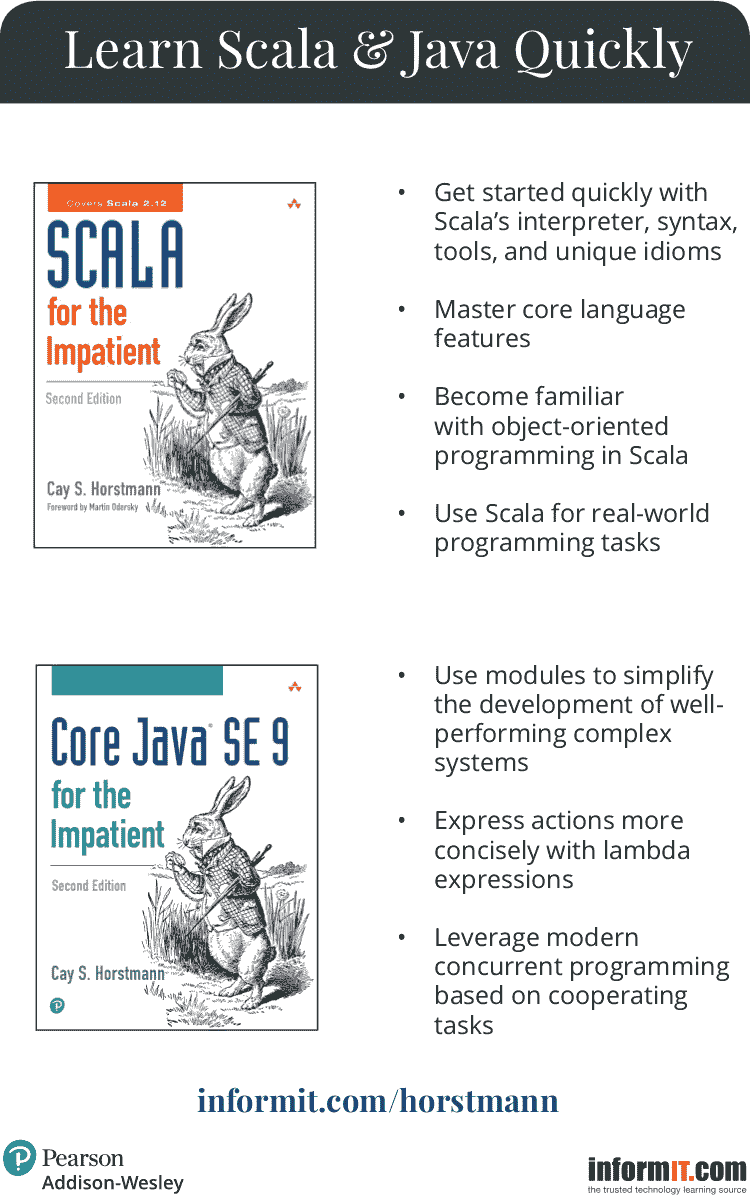 Learn Scala & Java Quickly
Covers Scala 2.12
SCALA
for the
Impatient
Second Edition
Cay S. Horstmann
Foreword by Martin Odersky
• Get started quickly with
Scala’s interpreter, syntax,
tools, and unique idioms
• Master core language
features
• Become familiar
with object-oriented
programming in Scala
• Use Scala for real-world
programming tasks
Core Java® SE 9
for the
Impatient
Second Edition
Cay S. Horstmann
• Use modules to simplify
the development of well-
performing complex
systems
• Express actions more
concisely with lambda
expressions
• Leverage modern
concurrent programming
based on cooperating
tasks
informit.com/horstmann
Pearson
Addison-Wesley
informIT.com
the trusted technology learning source